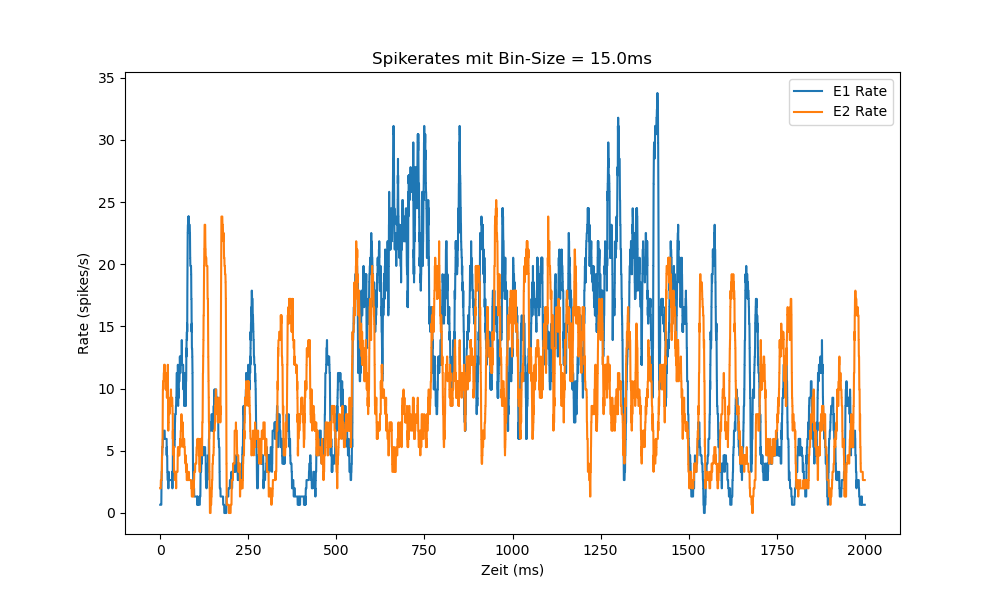 Spikerates mit Bin-Size = 15.0ms
E1 Rate
E2 Rate
Rate (spikes/s)
35
30
25
20
15
10
5
0
0 250 500 750 1000 1250 1500 1750 2000
Zeit (ms)